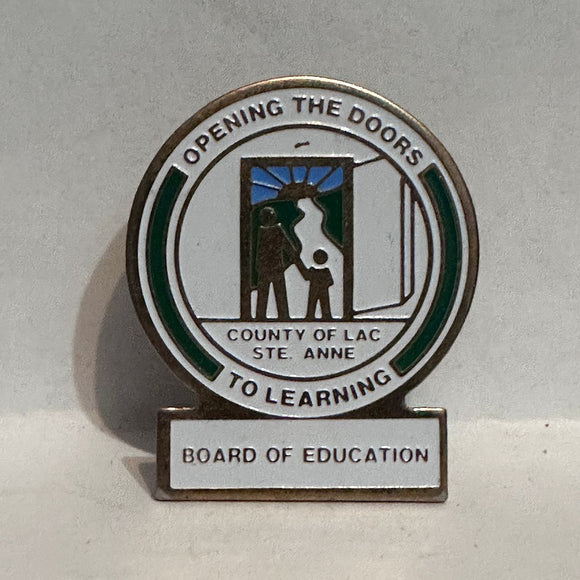 OPENING THE DOORS
COUNTY OF LAC
STE. ANNE
TO LEARNING
BOARD OF EDUCATION